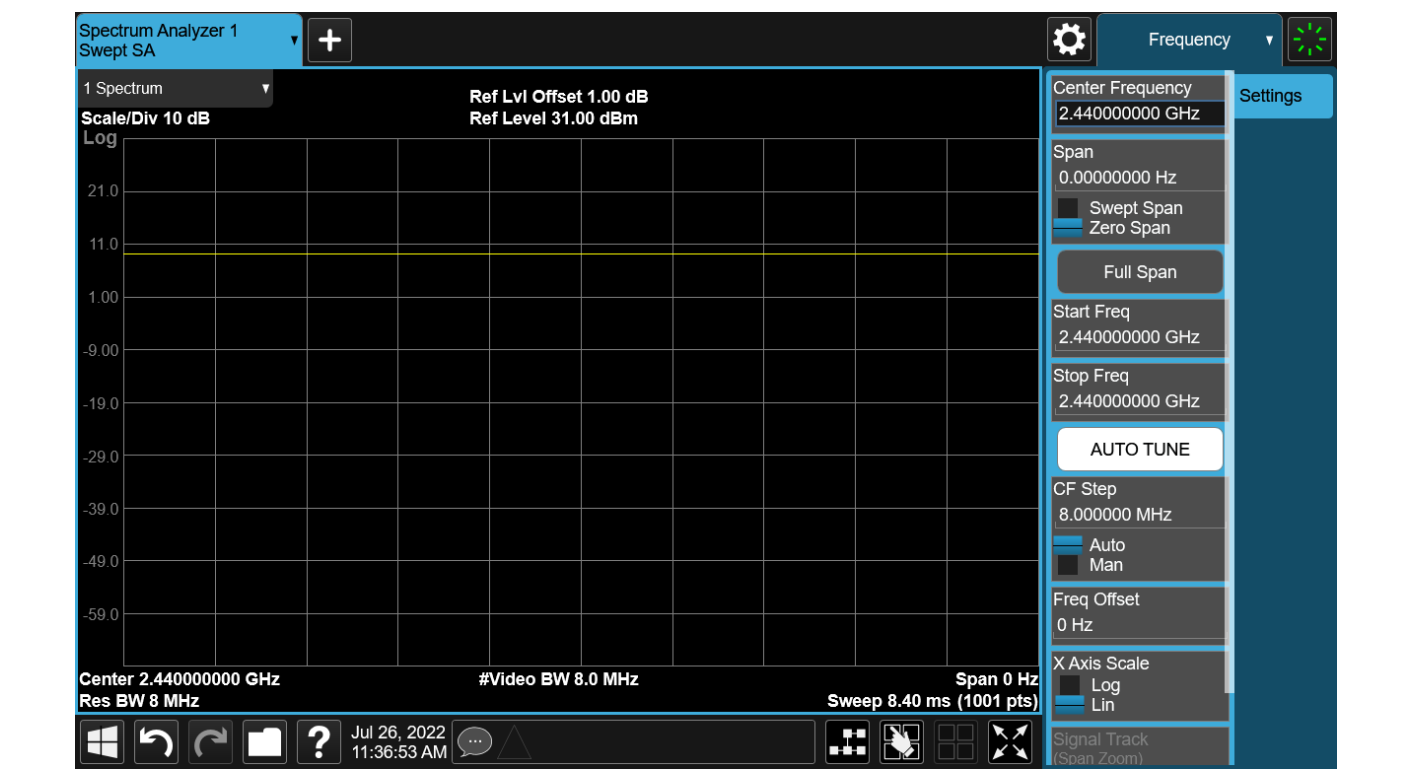 Spectrum Analyzer 1
Swept SA
Frequency
1 Spectrum
Scale/Div 10 dB
Log
Ref Lvl Offset 1.00 dB
Ref Level 31.00 dBm
21.0
11.0
1.00
-9.00
-19.0
-29.0
-39.0
-49.0
-59.0
Center 2.440000000 GHz
Res BW 8 MHz
#Video BW 8.0 MHz
Span 0 Hz
Sweep 8.40 ms (1001 pts)
Center Frequency
2.440000000 GHz
Settings
Span
0.00000000 Hz
Swept Span
Zero Span
Full Span
Start Freq
2.440000000 GHz
Stop Freq
2.440000000 GHz
AUTO TUNE
CF Step
8.000000 MHz
Auto
Man
Freq Offset
0 Hz
X Axis Scale
Log
Lin
Signal Track
(Span Zoom)
?
Jul 26, 2022
11:36:53 AM